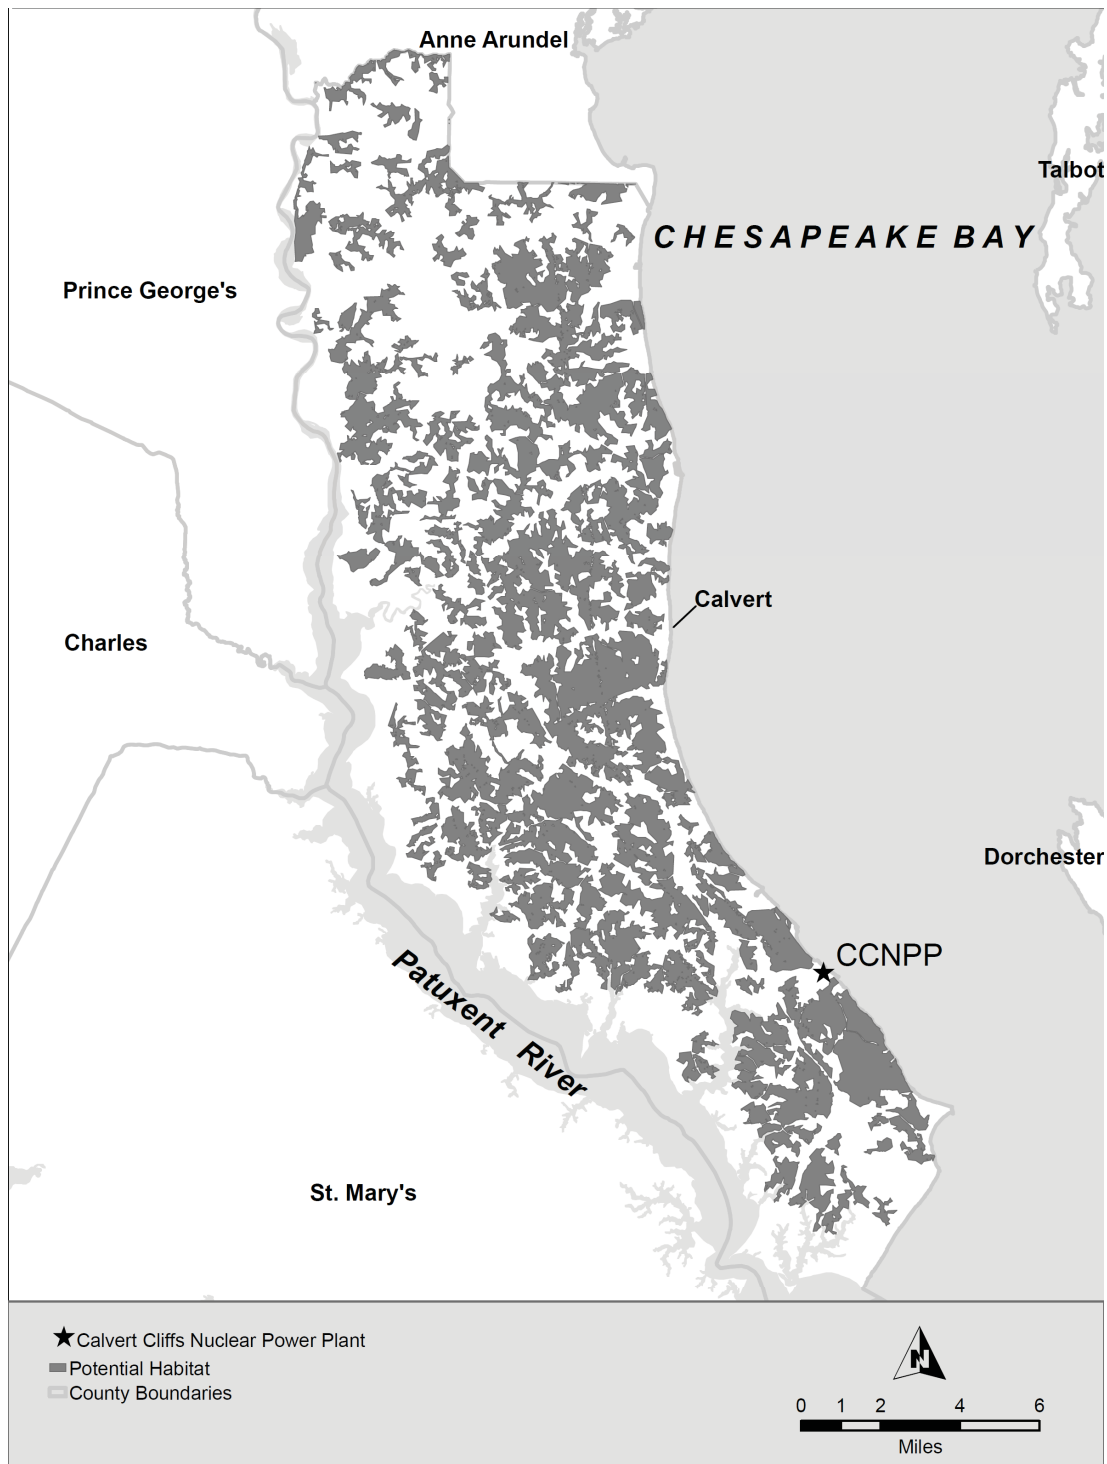 Anne Arundel
Talbot
CHESAPEAKE BAY
Prince George's
Calvert
Charles
Dorchester
CCNPP
Patuxent River
St. Mary's
Calvert Cliffs Nuclear Power Plant
Potential Habitat
County Boundaries
N
0 1 2 4 6
Miles